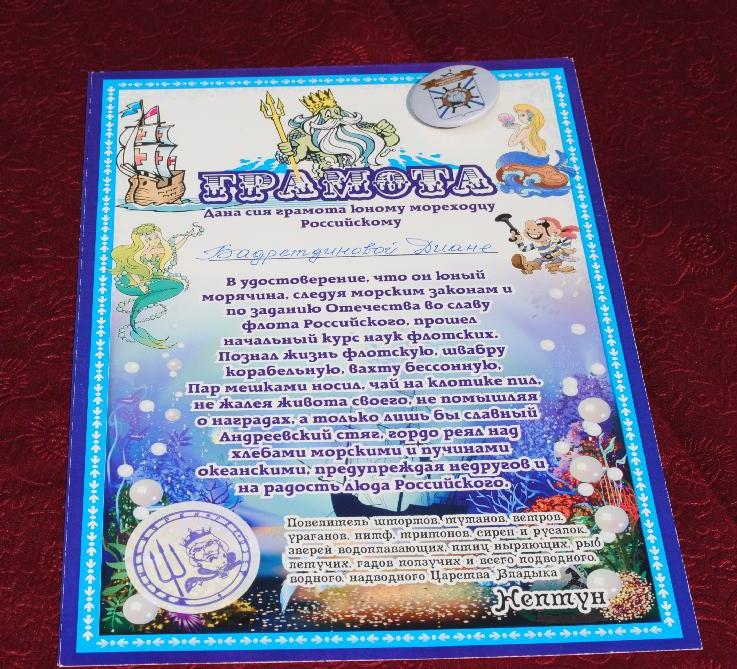 ГРАМОТА
Дана сия грамота юному мореходцу
Российскому
Бадретдиновой Диане
В удостоверение, что он юный
морячина, следуя морским законам и
по заданию Отечества во славу
флота Российского, прошел
начальный курс наук флотских.
Познал жизнь флотскую, швабру
корабельную, вахту бессонную,
Пар мешками носил, чай на клотике пил,
не жалея живота своего, не помышляя
о наградах, а только лишь бы славный
Андреевский стяг, гордо реял над
хлебами морскими и пучинами
океанскими, предупреждая недругов и
на радость люда Российского.
Повелитель штормов, туманов, ветров,
ураганов, нимф, тритонов, сирен и русалок,
зверей водоплавающих, птиц ныряющих, рыб
летучих, гадов ползучих и всего подводного,
водного, надводного Царства Владыка
Нептун